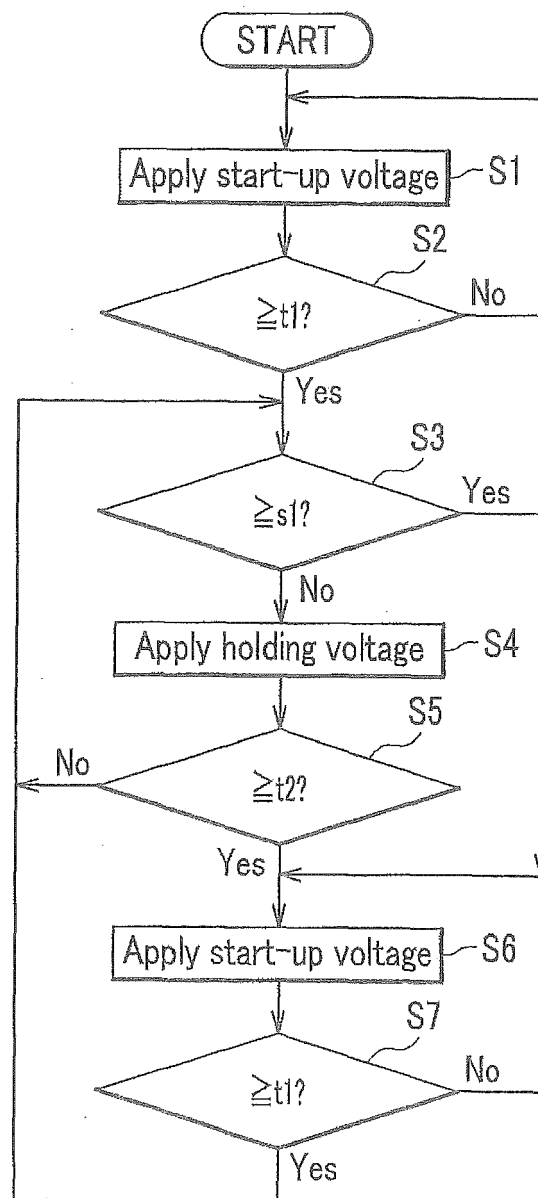 START
Apply start-up voltage
S1
S2
≧t1?
No
Yes
S3
≧s1?
Yes
No
Apply holding voltage
S4
S5
≧t2?
No
Yes
Apply start-up voltage
S6
S7
≧t1?
No
Yes